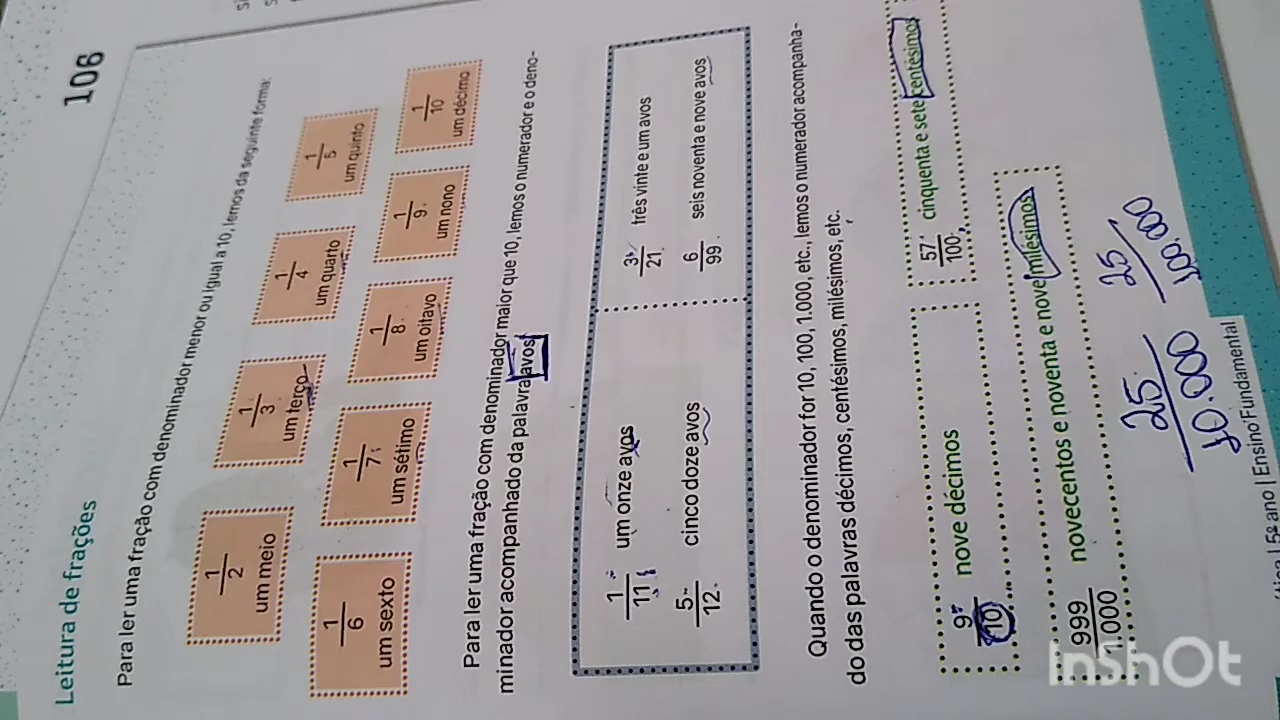 106
Leitura de frações
Para ler uma fração com denominador menor ou igual a 10, lemos da seguinte forma:
1/2 um meio
1/3 um terço
1/4 um quarto
1/5 um quinto
1/6 um sexto
1/7 um sétimo
1/8 um oitavo
1/9 um nono
1/10 um décimo
Para ler uma fração com denominador maior que 10, lemos o numerador e o deno-
minador acompanhado da palavra avos
1/11 um onze avos
3/21 três vinte e um avos
5/12 cinco doze avos
6/99 seis noventa e nove avos
Quando o denominador for 10, 100, 1.000, etc., lemos o numerador acompanha-
do das palavras décimos, centésimos, milésimos, etc.
9/10 nove décimos
57/100 cinquenta e sete centésimos
999/1.000 novecentos e noventa e nove milésimos
25/10.000 25/100.000
5º ano | Ensino Fundamental
InShOt